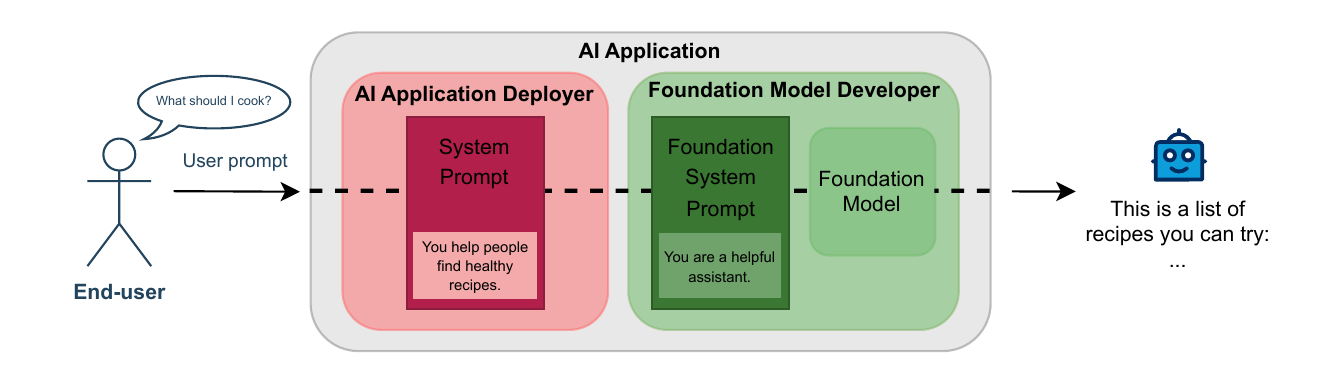 AI Application
What should I cook?
User prompt
End-user
AI Application Deployer
System
Prompt
You help people
find healthy
recipes.
Foundation Model Developer
Foundation
System
Prompt
You are a helpful
assistant.
Foundation
Model
This is a list of
recipes you can try:
...